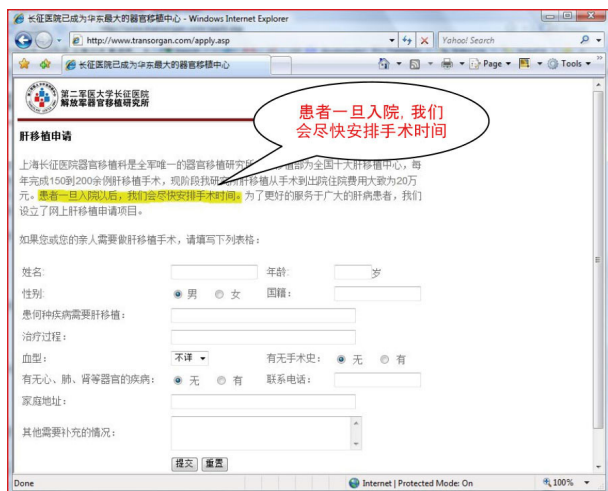 长征医院已成为华东最大的器官移植中心 - Windows Internet Explorer
http://www.transorgan.com/apply.asp
Yahoo! Search
长征医院已成为华东最大的器官移植中心
Page
Tools
第二军医大学长征医院
解放军器官移植研究所
患者一旦入院, 我们
会尽快安排手术时间
肝移植申请
上海长征医院器官移植科是全军唯一的器官移植研究所 移植部为全国十大肝移植中心，每
年完成150到200余例肝移植手术，现阶段我研究所肝移植从手术到出院住院费用大致为20万
元。患者一旦入院以后，我们会尽快安排手术时间。为了更好的服务于广大的肝病患者，我们
设立了网上肝移植申请项目。
如果您或您的亲人需要做肝移植手术，请填写下列表格：
姓名: 年龄: 岁
性别: 男 女 国籍:
患何种疾病需要肝移植:
治疗过程:
血型: 不详 有无手术史: 无 有
有无心、肺、肾等器官的疾病: 无 有 联系电话:
家庭地址:
其他需要补充的情况:
提交 重置
Done
Internet | Protected Mode: On
100%